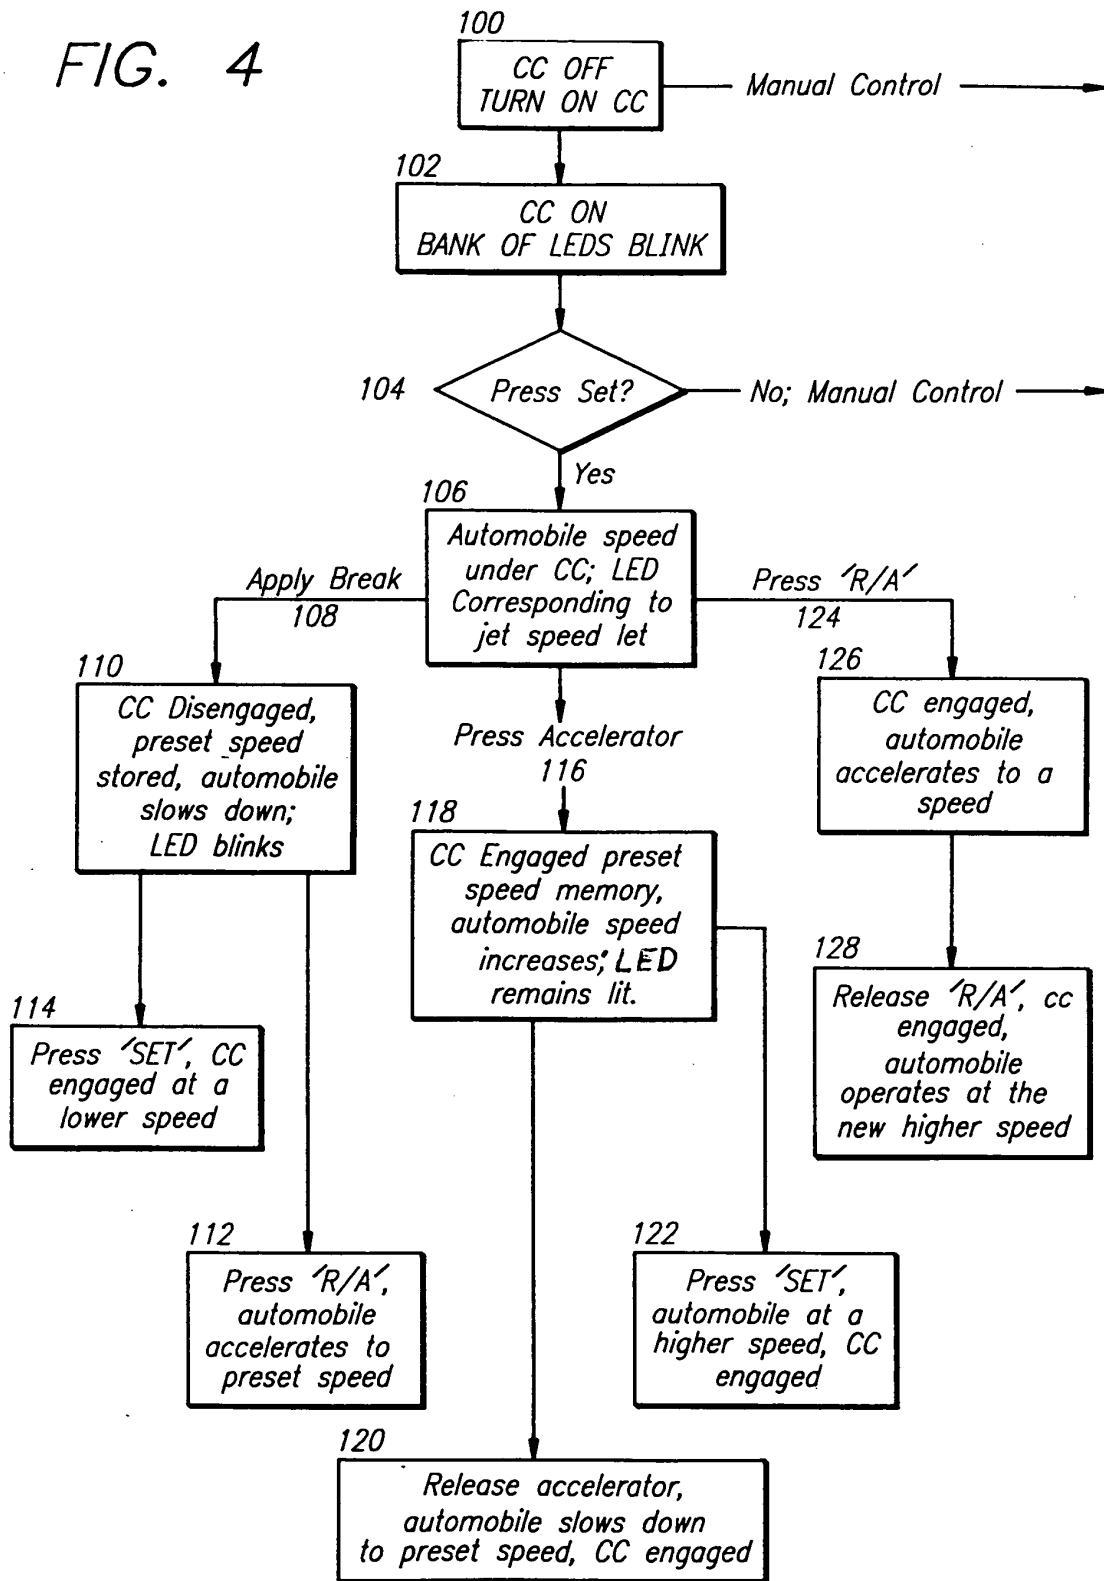 FIG. 4
100
CC OFF
TURN ON CC
Manual Control
102
CC ON
BANK OF LEDS BLINK
104
Press Set?
No; Manual Control
Yes
106
Automobile speed
under CC; LED
Corresponding to
jet speed let
Apply Break
108
Press 'R/A'
124
110
CC Disengaged,
preset speed
stored, automobile
slows down;
LED blinks
Press Accelerator
116
126
CC engaged,
automobile
accelerates to a
speed
118
CC Engaged preset
speed memory,
automobile speed
increases; LED
remains lit.
128
Release 'R/A', cc
engaged,
automobile
operates at the
new higher speed
114
Press 'SET', CC
engaged at a
lower speed
112
Press 'R/A',
automobile
accelerates to
preset speed
122
Press 'SET',
automobile at a
higher speed, CC
engaged
120
Release accelerator,
automobile slows down
to preset speed, CC engaged